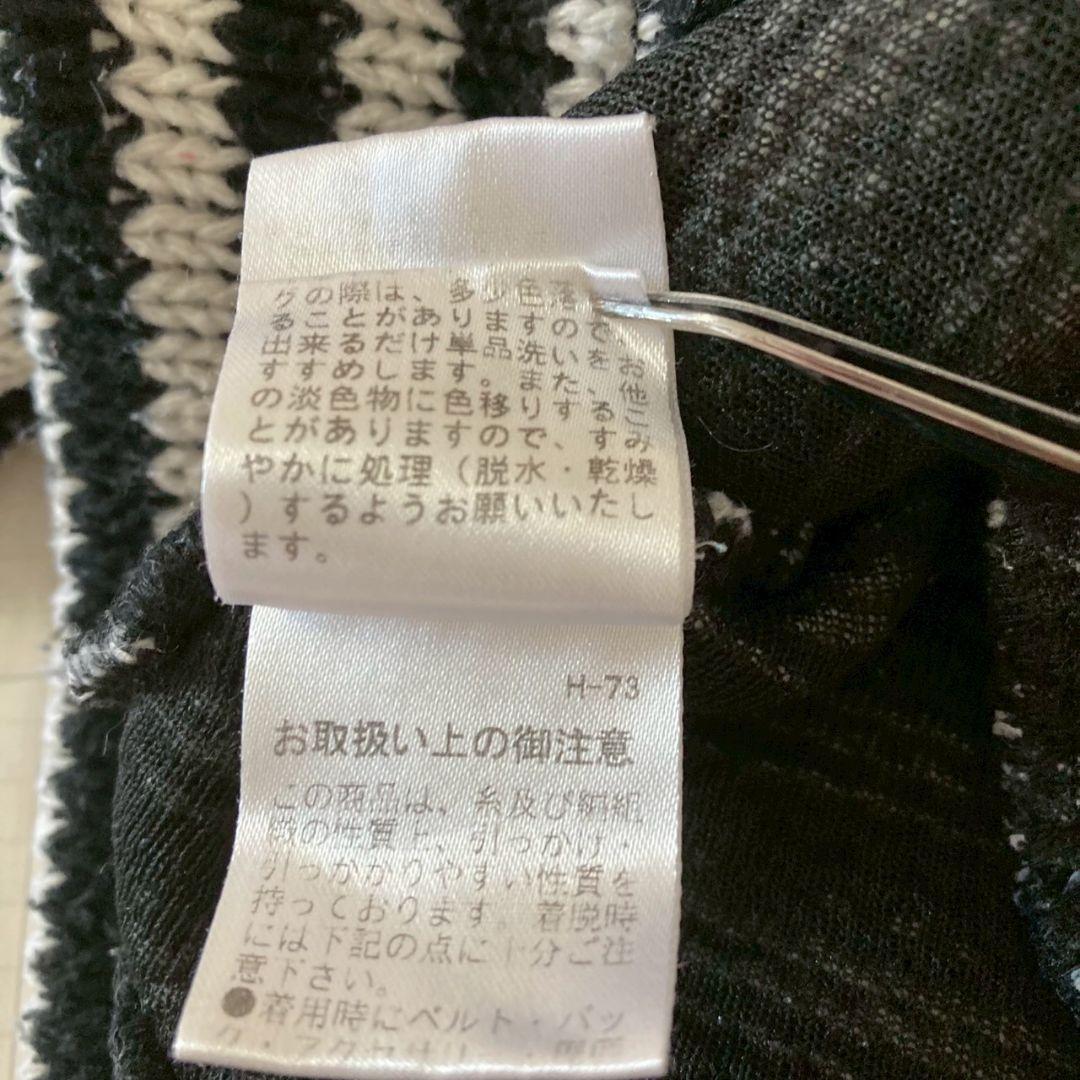 グの際は、多少色落
ることがありますので
出来るだけ単品洗いをお
すすめします。また、他
の淡色物に色移りするこ
とがありますので、すみ
やかに処理（脱水・乾燥
）するようお願いいたし
ます。
H-73
お取扱い上の御注意
この商品は、糸及び編組
織の性質上、引っかけ・
引っかかりやすい性質を
持っております。着脱時
には下記の点に十分ご注
意下さい。
●着用時にベルト・バッ
グ・アクセサリー・